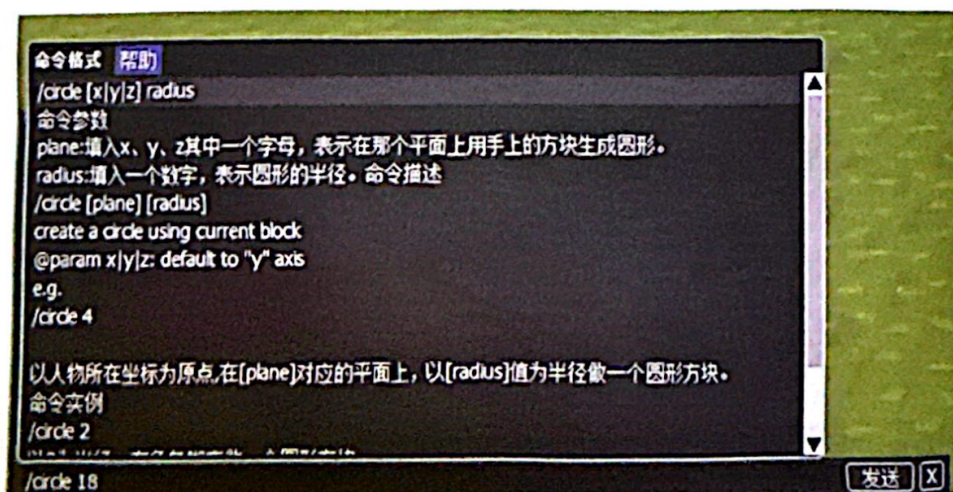 命令格式 帮助
/circle [x|y|z] radius
命令参数
plane:填入x、y、z其中一个字母，表示在那个平面上用手上的方块生成圆形。
radius:填入一个数字，表示圆形的半径。命令描述
/circle [plane] [radius]
create a circle using current block
@param x|y|z: default to "y" axis
e.g.
/circle 4
以人物所在坐标为原点,在[plane]对应的平面上，以[radius]值为半径做一个圆形方块。
命令实例
/circle 2
/circle 18
发送 X